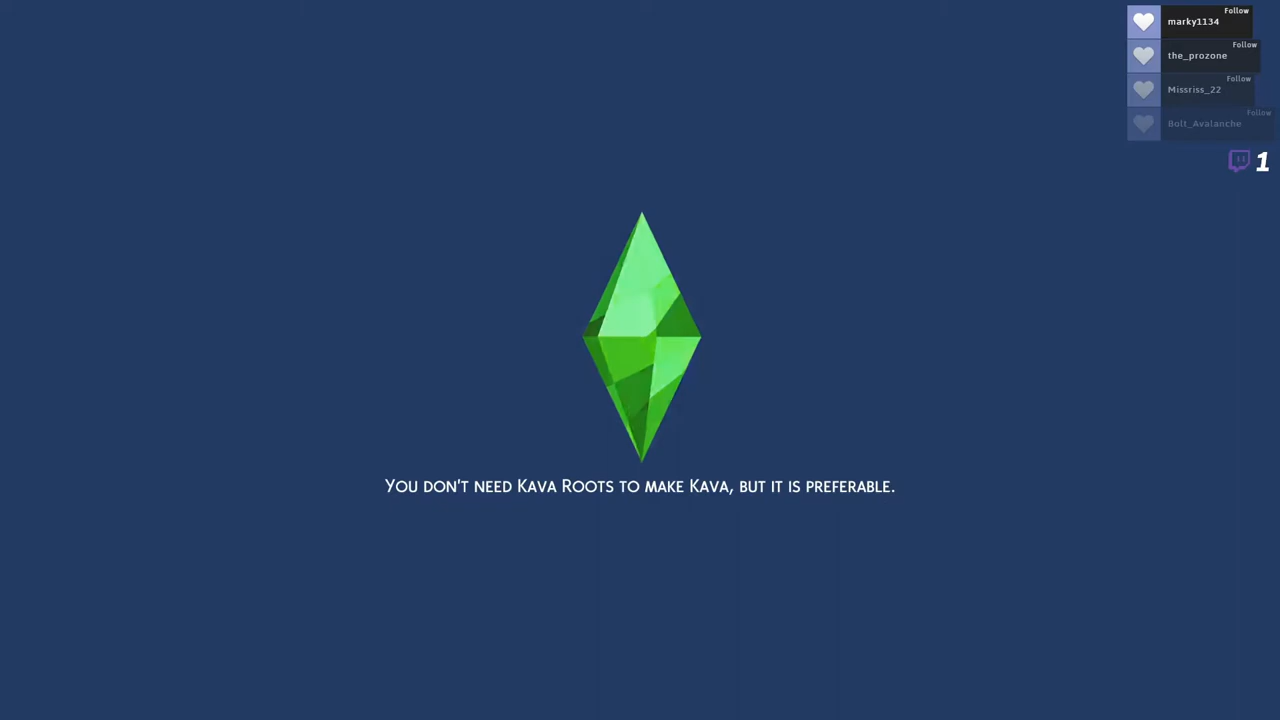 Follow
marky1134
Follow
the_prozone
Follow
Missriss_22
Follow
Bolt_Avalanche
1
You don't need Kava Roots to make Kava, but it is preferable.